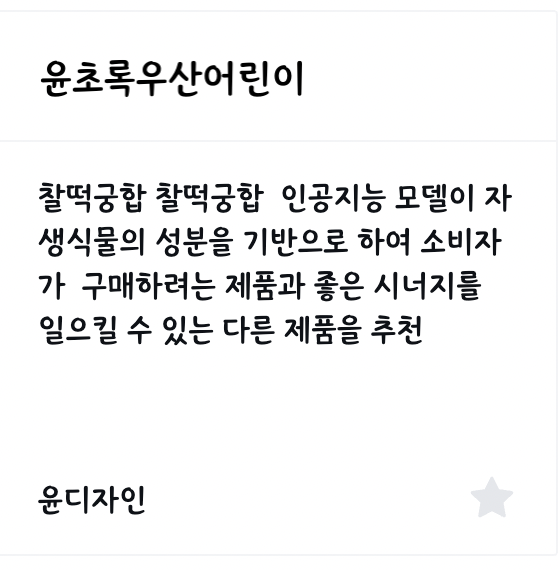 윤초록우산어린이
찰떡궁합 찰떡궁합  인공지능 모델이 자
생식물의 성분을 기반으로 하여 소비자
가  구매하려는 제품과 좋은 시너지를
일으킬 수 있는 다른 제품을 추천
윤디자인